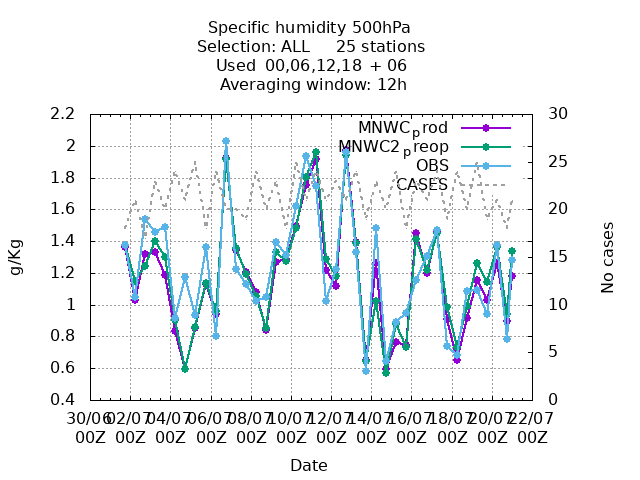 Specific humidity 500hPa
Selection: ALL 25 stations
Used 00,06,12,18 + 06
Averaging window: 12h
MNWC_prod
MNWC2_preop
OBS
CASES
2.2
2
1.8
1.6
1.4
1.2
1
0.8
0.6
0.4
g/Kg
30
25
20
15
10
5
0
No cases
30/06 02/07 04/07 06/07 08/07 10/07 12/07 14/07 16/07 18/07 20/07 22/07
00Z 00Z 00Z 00Z 00Z 00Z 00Z 00Z 00Z 00Z 00Z 00Z
Date